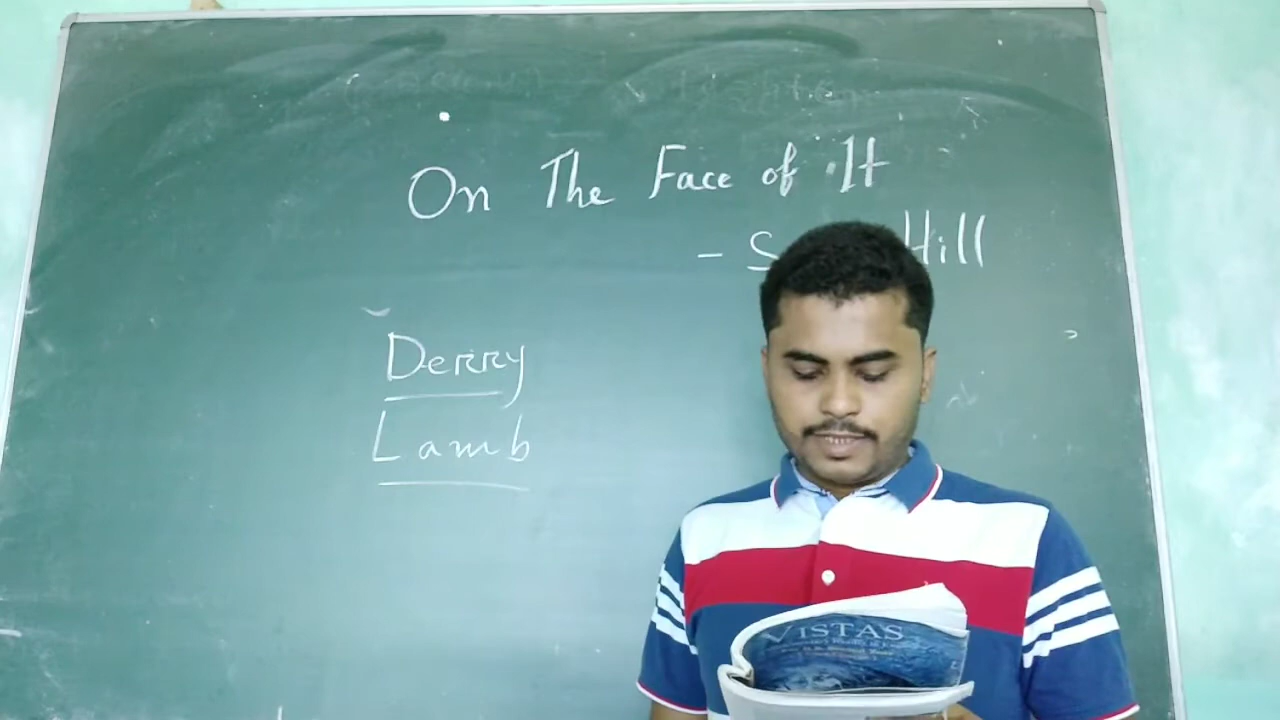 On The Face of It
- S Hill
Derry
Lamb
VISTAS